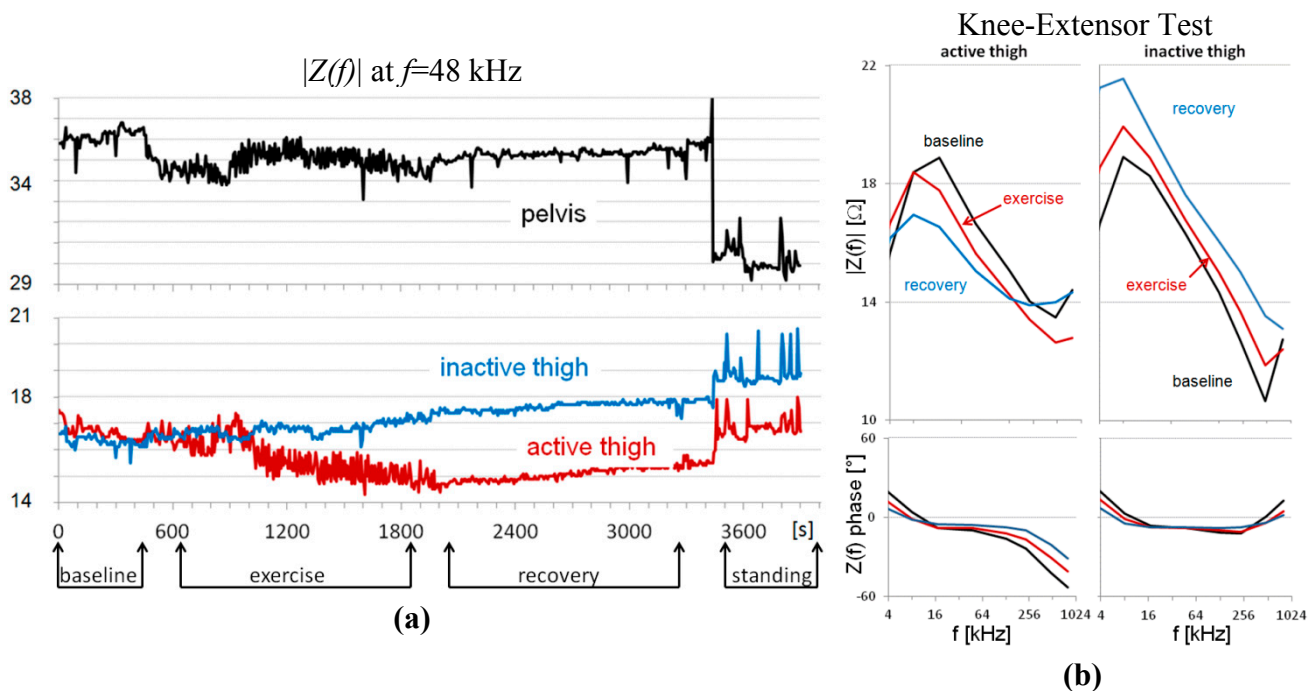 |Z(f)| at f=48 kHz
38
34
pelvis
29
21
inactive thigh
18
active thigh
14
0 600 1200 1800 2400 3000 3600 [s]
baseline exercise recovery standing
(a)
Knee-Extensor Test
active thigh inactive thigh
22
18
14
10
|Z(f)| [Ω]
baseline
exercise
recovery
recovery
exercise
baseline
60
0
-60
Z(f) phase [°]
4 16 64 256 1024 4 16 64 256 1024
f [kHz] f [kHz]
(b)